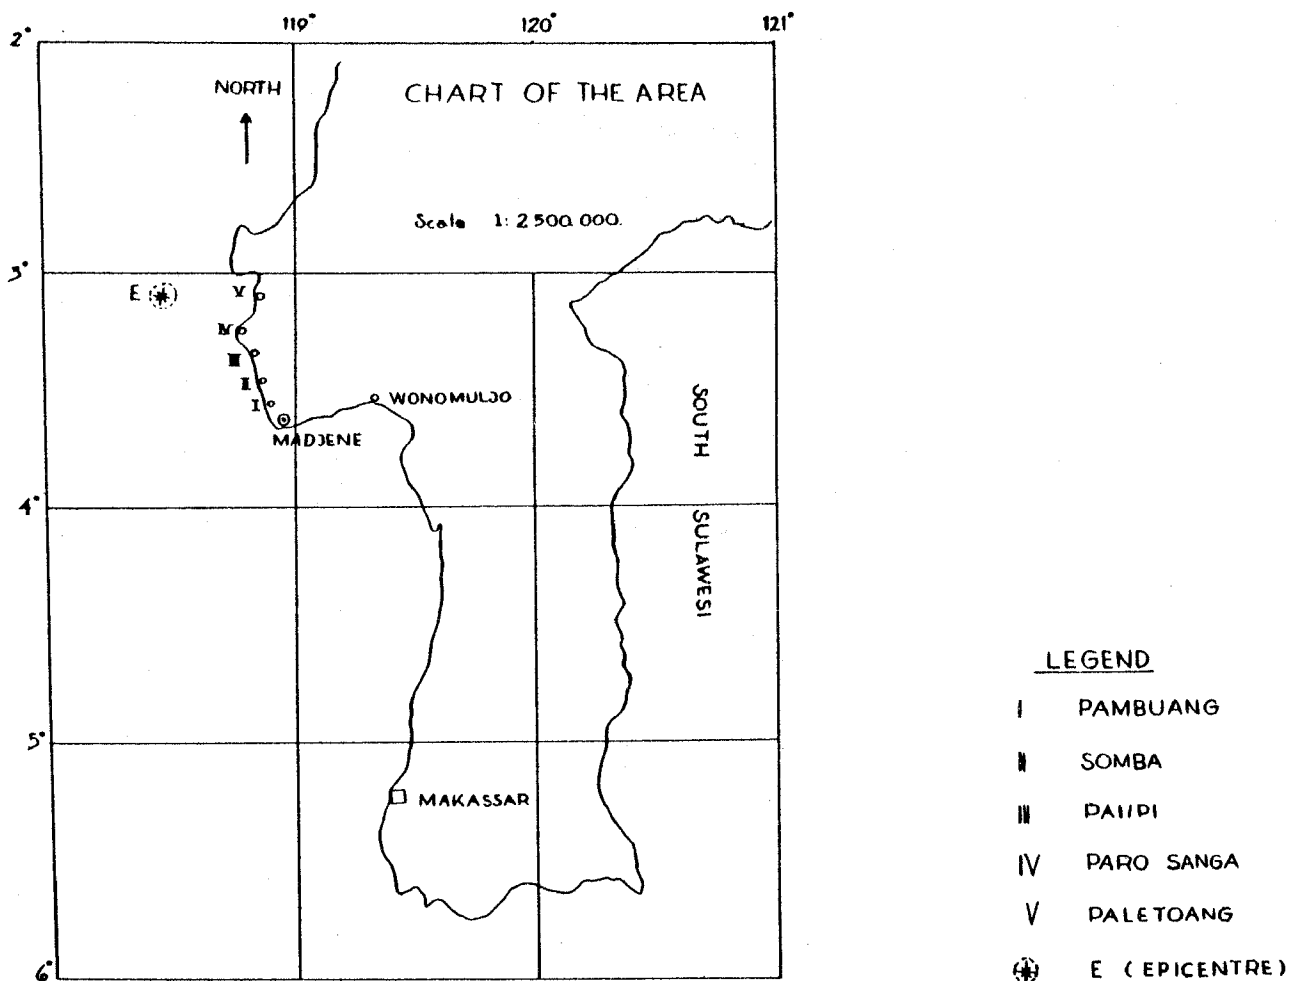 119° 120° 121°
2°
NORTH
CHART OF THE AREA
Scale 1: 2 500.000.
3°
E
V
IV
III
II
I
WONOMULJO
MADJENE
SOUTH SULAWESI
4°
5°
MAKASSAR
6°
LEGEND
I PAMBUANG
II SOMBA
III
IV PARO SANGA
V PALETOANG
E (EPICENTRE)